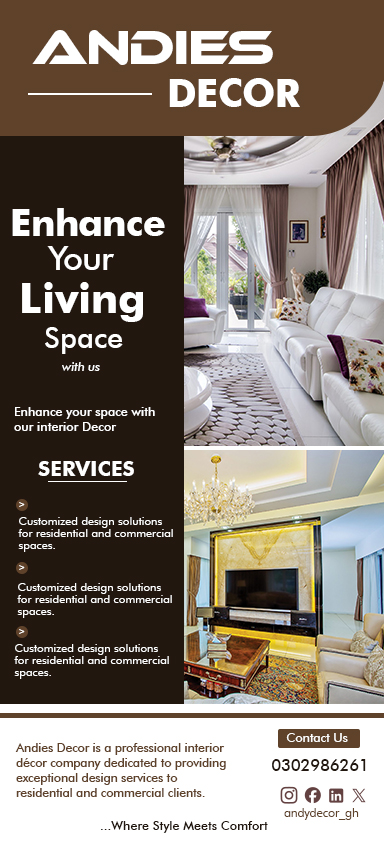 ANDIES
DECOR
Enhance
Your
Living
Space
with us
Enhance your space with
our interior Decor
SERVICES
>
Customized design solutions
for residential and commercial
spaces.
>
Customized design solutions
for residential and commercial
spaces.
>
Customized design solutions
for residential and commercial
spaces.
Andies Decor is a professional interior
décor company dedicated to providing
exceptional design services to
residential and commercial clients.
...Where Style Meets Comfort
Contact Us
0302986261
andydecor_gh